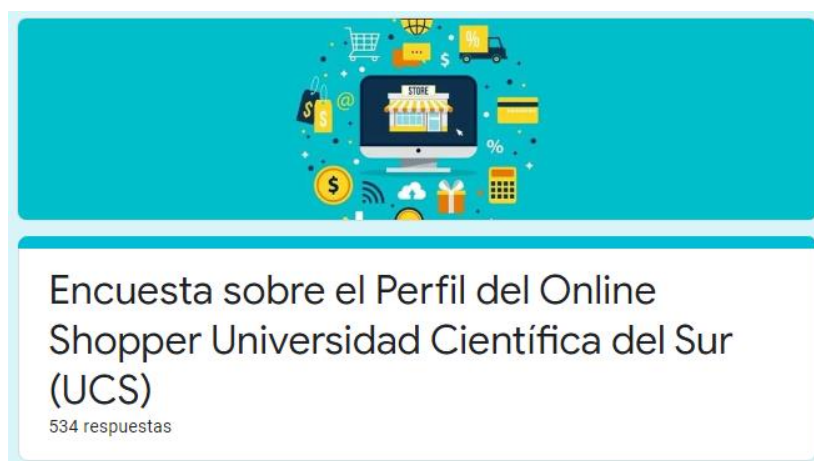 %
$
STORE
$
$
@
%
$
Encuesta sobre el Perfil del Online
Shopper Universidad Científica del Sur
(UCS)
534 respuestas